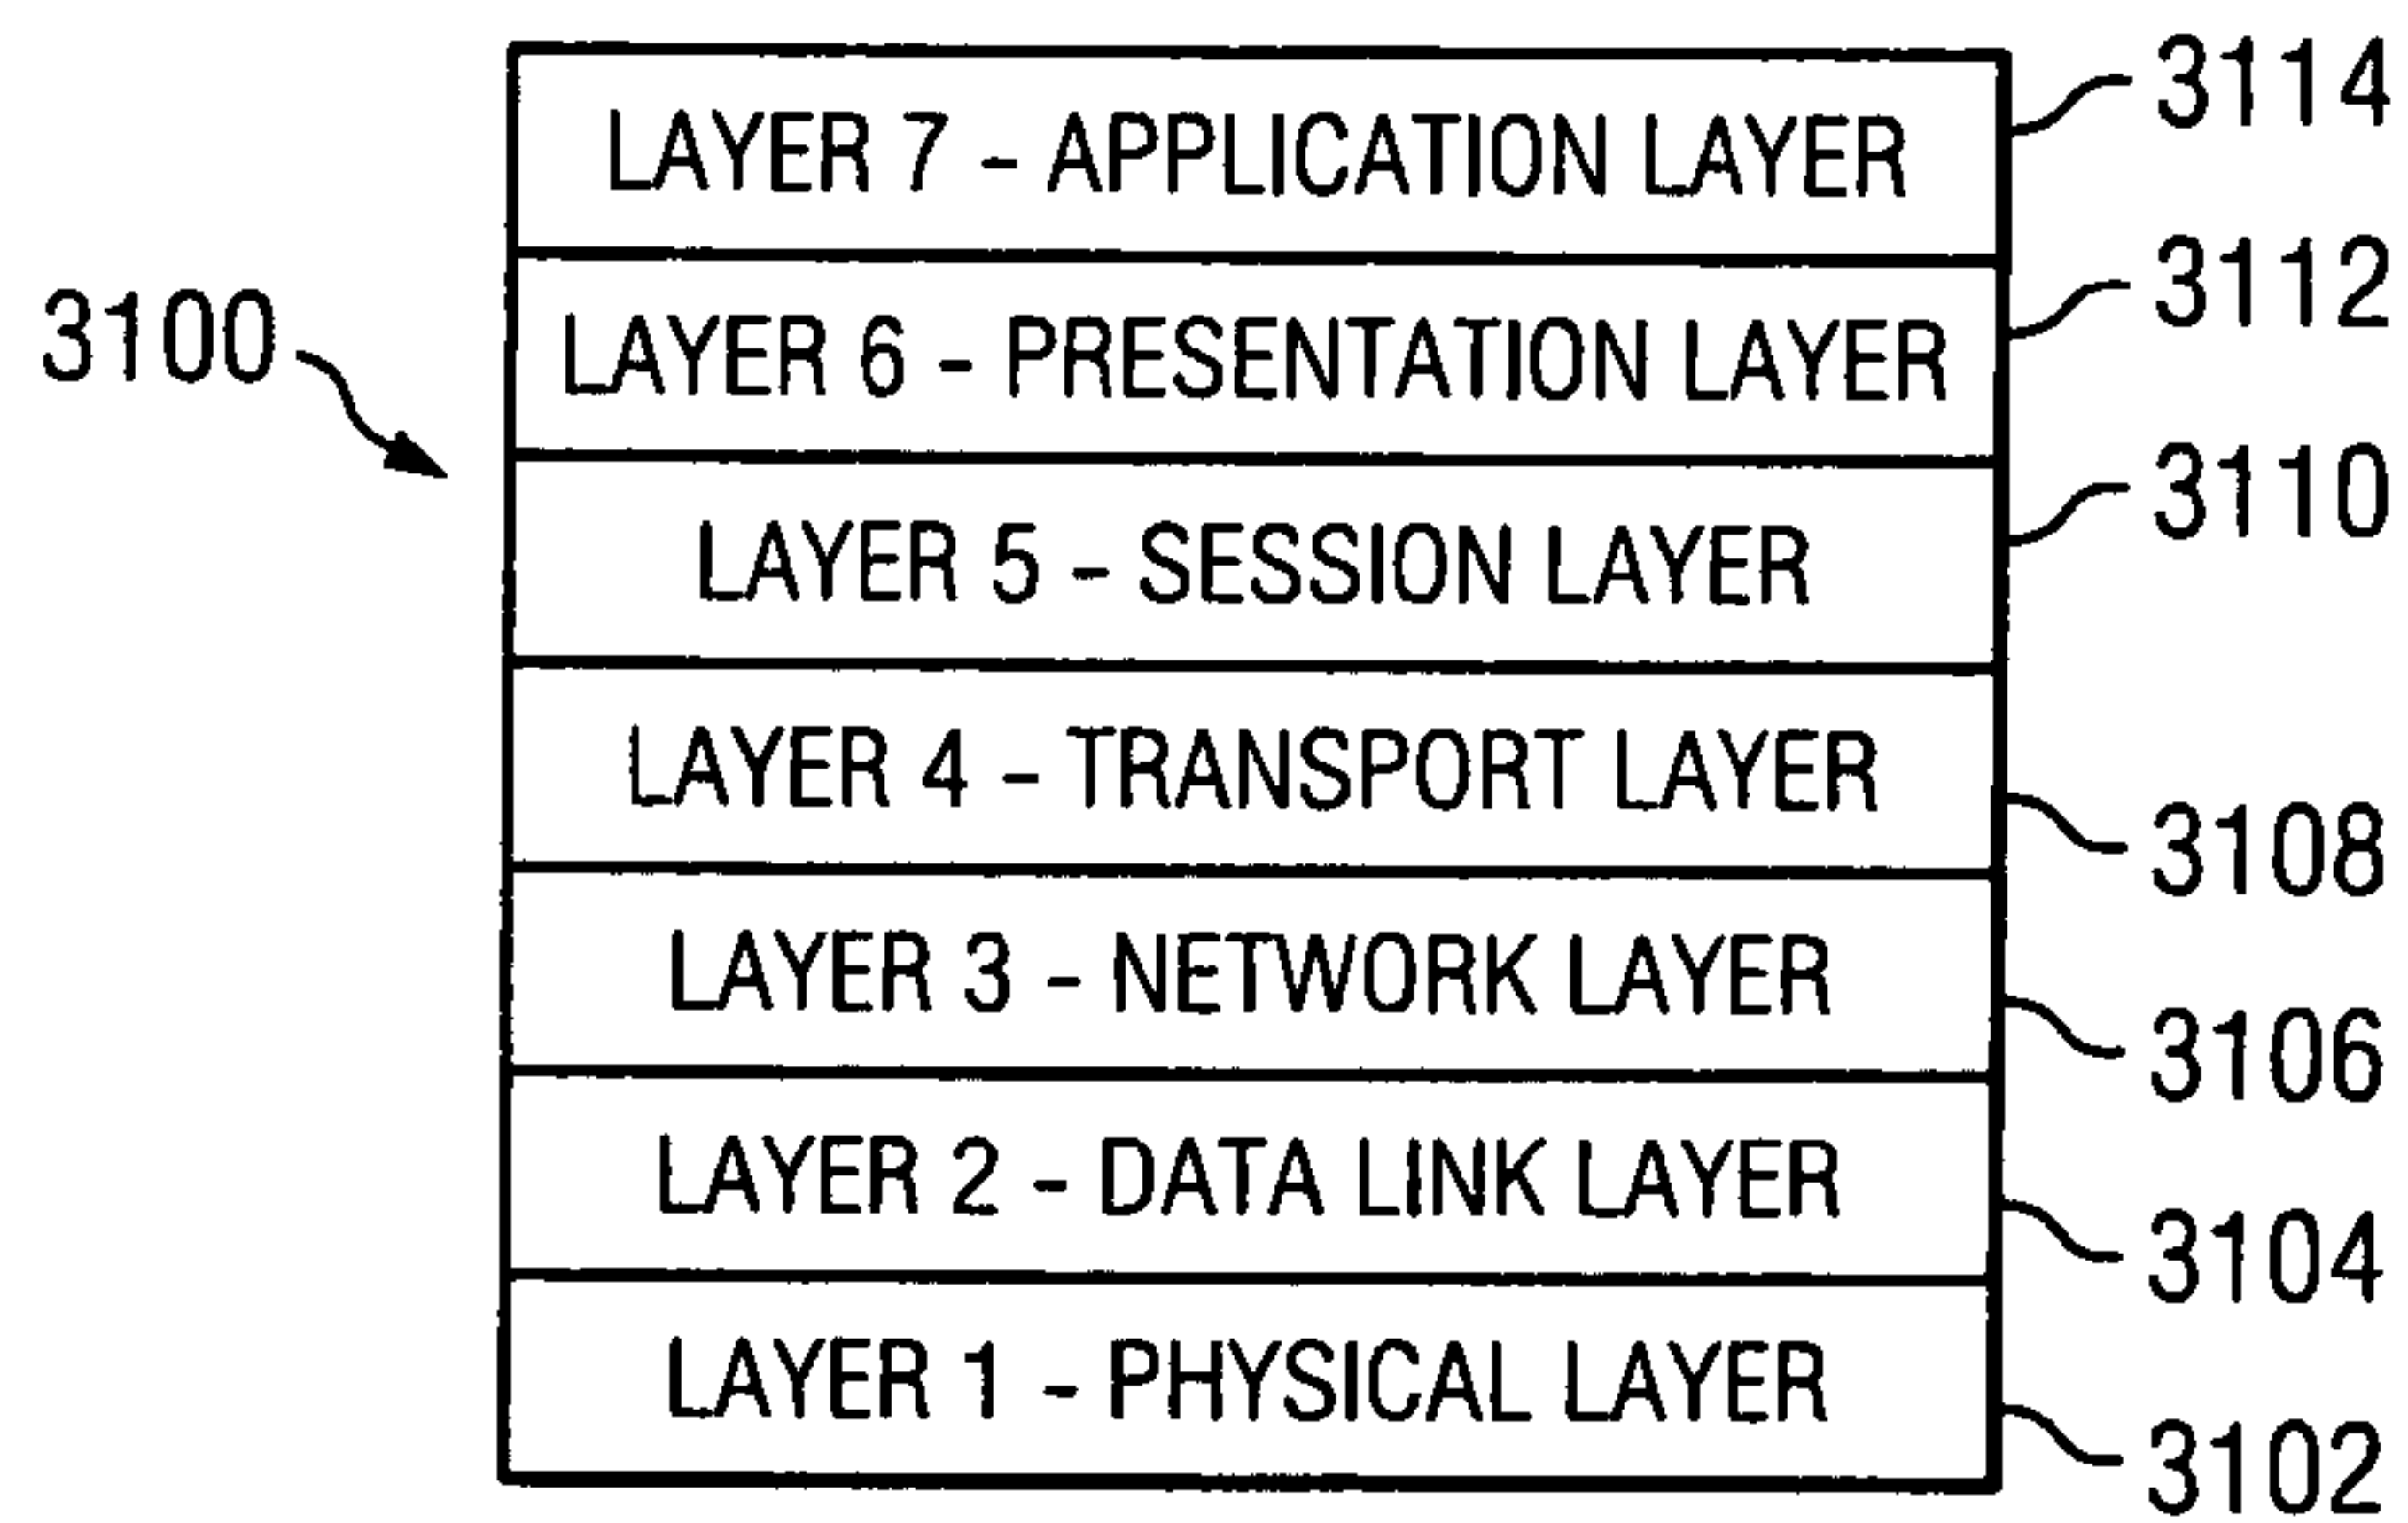 3114
LAYER 7 - APPLICATION LAYER
3112
3100
LAYER 6 - PRESENTATION LAYER
3110
LAYER 5 - SESSION LAYER
LAYER 4 - TRANSPORT LAYER
3108
LAYER 3 - NETWORK LAYER
3106
LAYER 2 - DATA LINK LAYER
3104
LAYER 1 - PHYSICAL LAYER
3102